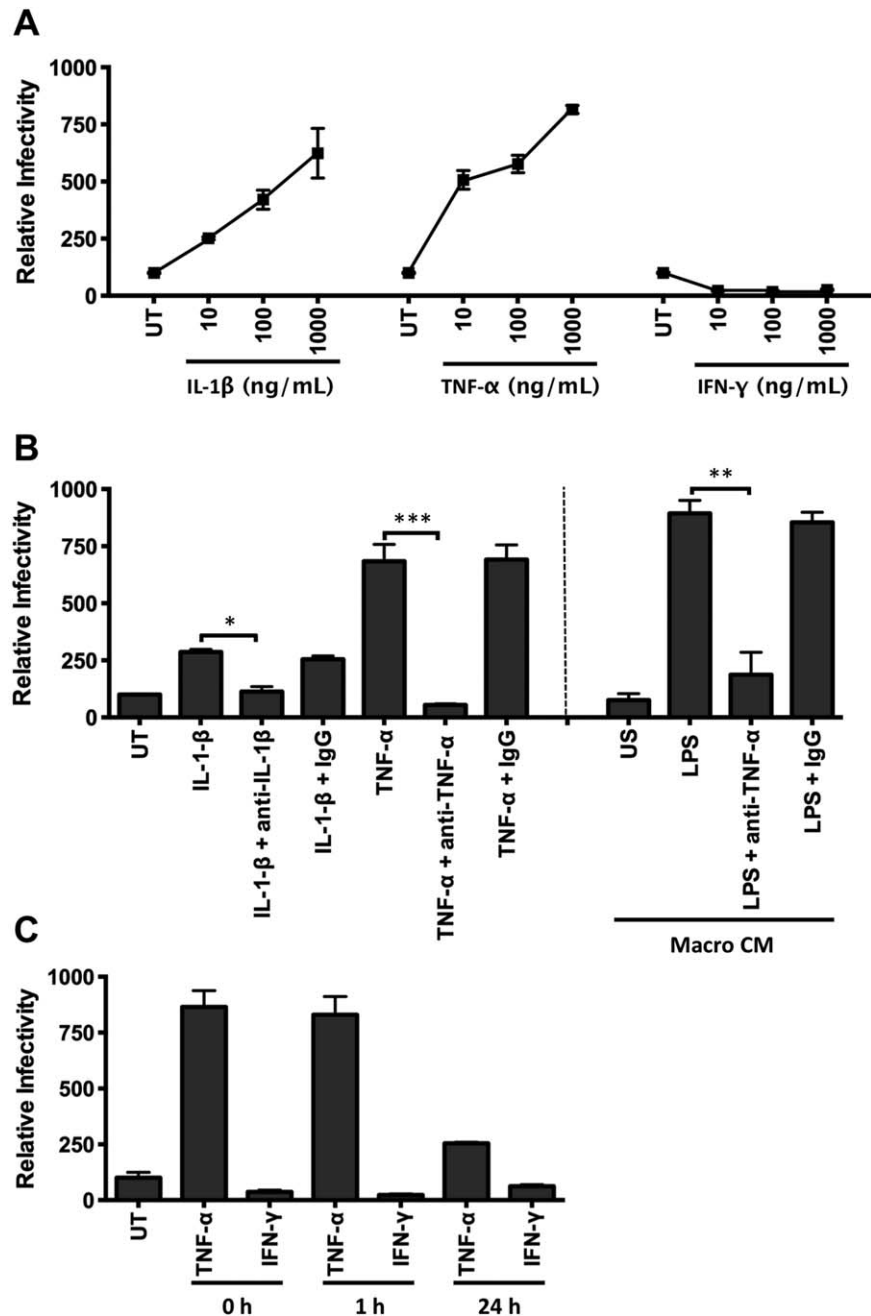 A
Relative Infectivity
1000
750
500
250
0
UT
10
100
1000
UT
10
100
1000
UT
10
100
1000
IL-1β (ng/mL)
TNF-α (ng/mL)
IFN-γ (ng/mL)
B
Relative Infectivity
1000
750
500
250
0
*
***
**
UT
IL-1-β
IL-1-β + anti-IL-1β
IL-1-β + IgG
TNF-α
TNF-α + anti-TNF-α
TNF-α + IgG
US
LPS
LPS + anti-TNF-α
LPS + IgG
Macro CM
C
Relative Infectivity
1000
750
500
250
0
UT
TNF-α
IFN-γ
TNF-α
IFN-γ
TNF-α
IFN-γ
0 h
1 h
24 h